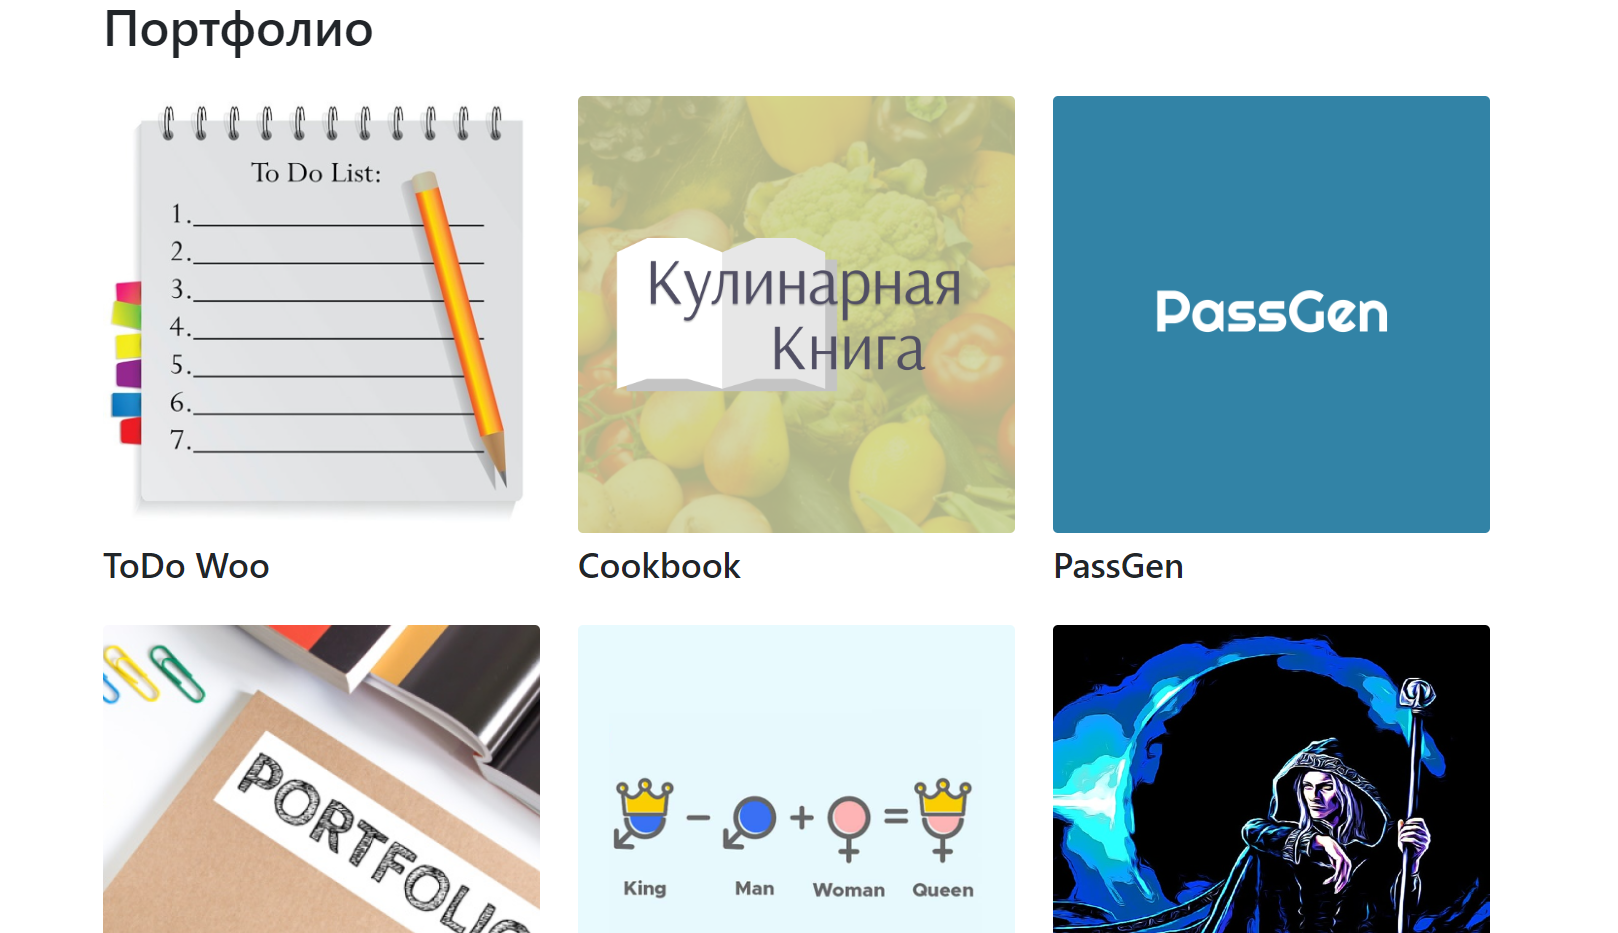 Портфолио
To Do List:
1.
2.
3.
4.
5.
6.
7.
Кулинарная
Книга
PassGen
ToDo Woo
Cookbook
PassGen
PORTFOLIO
King
Man
Woman
Queen